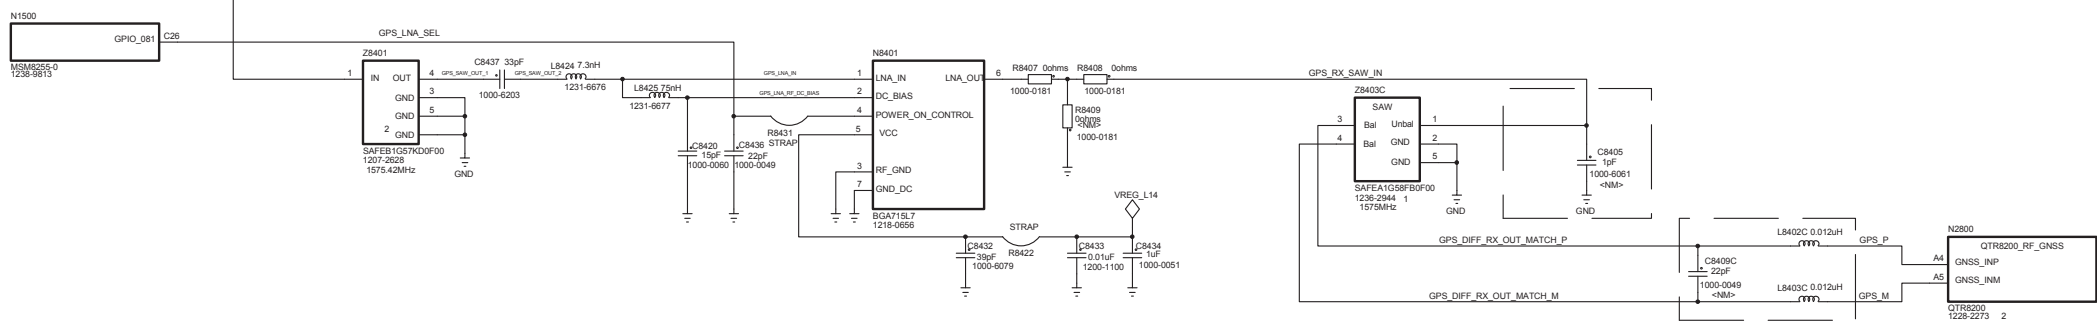 N1500
GPIO_081
C26
MSM8255-0
1238-9813
GPS_LNA_SEL
Z8401
1
IN
OUT
4
GND
3
GND
5
2
GND
SAFEB1G57KD0F00
1207-2628
1575.42MHz
GND
C8437 33pF
GPS_SAW_OUT_1
GPS_SAW_OUT_2
1000-6203
L8424 7.3nH
1231-6676
L8425 75nH
1231-6677
GPS_LNA_IN
GPS_LNA_RF_DC_BIAS
C8420
15pF
1000-0060
C8436
22pF
1000-0049
R8431
STRAP
N8401
1
LNA_IN
LNA_OUT
6
2
DC_BIAS
4
POWER_ON_CONTROL
5
VCC
3
RF_GND
7
GND_DC
BGA715L7
1218-0656
R8407 0ohms
1000-0181
R8408 0ohms
1000-0181
R8409
0ohms
<NM>
1000-0181
VREG_L14
STRAP
R8422
C8432
39pF
1000-6079
C8433
0.01uF
1200-1100
C8434
1uF
1000-0051
GPS_RX_SAW_IN
Z8403C
SAW
3
Bal
Unbal
1
4
Bal
GND
2
GND
5
SAFEA1G58FB0F00
1236-2944 1
1575MHz
GND
C8405
1pF
1000-6061
<NM>
GND
GPS_DIFF_RX_OUT_MATCH_P
GPS_DIFF_RX_OUT_MATCH_M
L8402C 0.012uH
GPS_P
C8409C
22pF
1000-0049
<NM>
L8403C 0.012uH
GPS_M
N2800
QTR8200_RF_GNSS
A4
GNSS_INP
A5
GNSS_INM
QTR8200
1228-2273 2